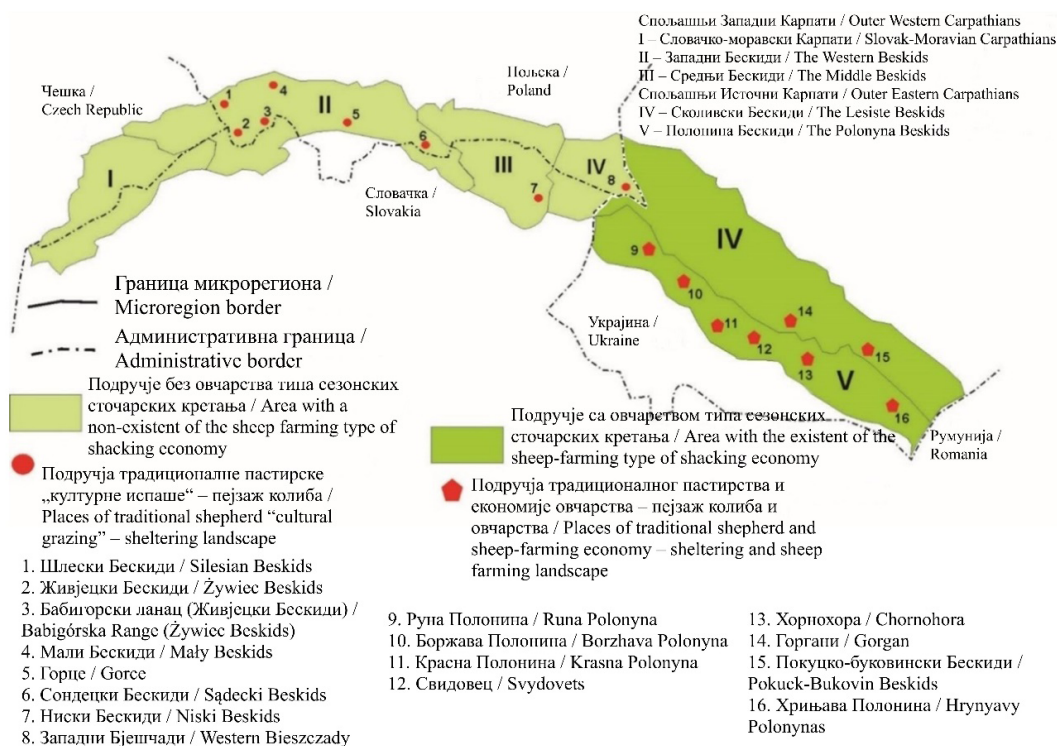 Спољашњи Западни Карпати / Outer Western Carpathians
I – Словачко-моравски Карпати / Slovak-Moravian Carpathians
II – Западни Бескиди / The Western Beskids
III – Средњи Бескиди / The Middle Beskids
Спољашњи Источни Карпати / Outer Eastern Carpathians
IV – Сколивски Бескиди / The Lesiste Beskids
V – Полонина Бескиди / The Polonyna Beskids
Чешка /
Czech Republic
Пољска /
Poland
Словачка /
Slovakia
Украјина /
Ukraine
Румунија /
Romania
I
II
III
IV
IV
V
1
2
3
4
5
6
7
8
9
10
11
12
13
14
15
16
Граница микрорегиона /
Microregion border
Административна граница /
Administrative border
Подручје без овчарства типа сезонских
сточарских кретања / Area with a
non-existent of the sheep farming type of
shacking economy
Подручја традиционалне пастирске
„културне испаше“ – пејзаж колиба /
Places of traditional shepherd “cultural
grazing” – sheltering landscape
Подручје са овчарством типа сезонских
сточарских кретања / Area with the existent of the
sheep-farming type of shacking economy
Подручја традиционалног пастирства и
економије овчарства – пејзаж колиба и
овчарства / Places of traditional shepherd and
sheep-farming economy – sheltering and sheep
farming landscape
1. Шлески Бескиди / Silesian Beskids
2. Живјецки Бескиди / Żywiec Beskids
3. Бабигорски ланац (Живјецки Бескиди) /
Babigórska Range (Żywiec Beskids)
4. Мали Бескиди / Mały Beskids
5. Горце / Gorce
6. Сондецки Бескиди / Sądecki Beskids
7. Ниски Бескиди / Niski Beskids
8. Западни Бјешчади / Western Bieszczady
9. Руна Полонина / Runa Polonyna
10. Боржава Полонина / Borzhava Polonyna
11. Красна Полонина / Krasna Polonyna
12. Свидовец / Svydovets
13. Хорнохора / Chornohora
14. Горгани / Gorgan
15. Покуцко-буковински Бескиди /
Pokuck-Bukovin Beskids
16. Хрињава Полонина / Hrynyavy
Polonynas